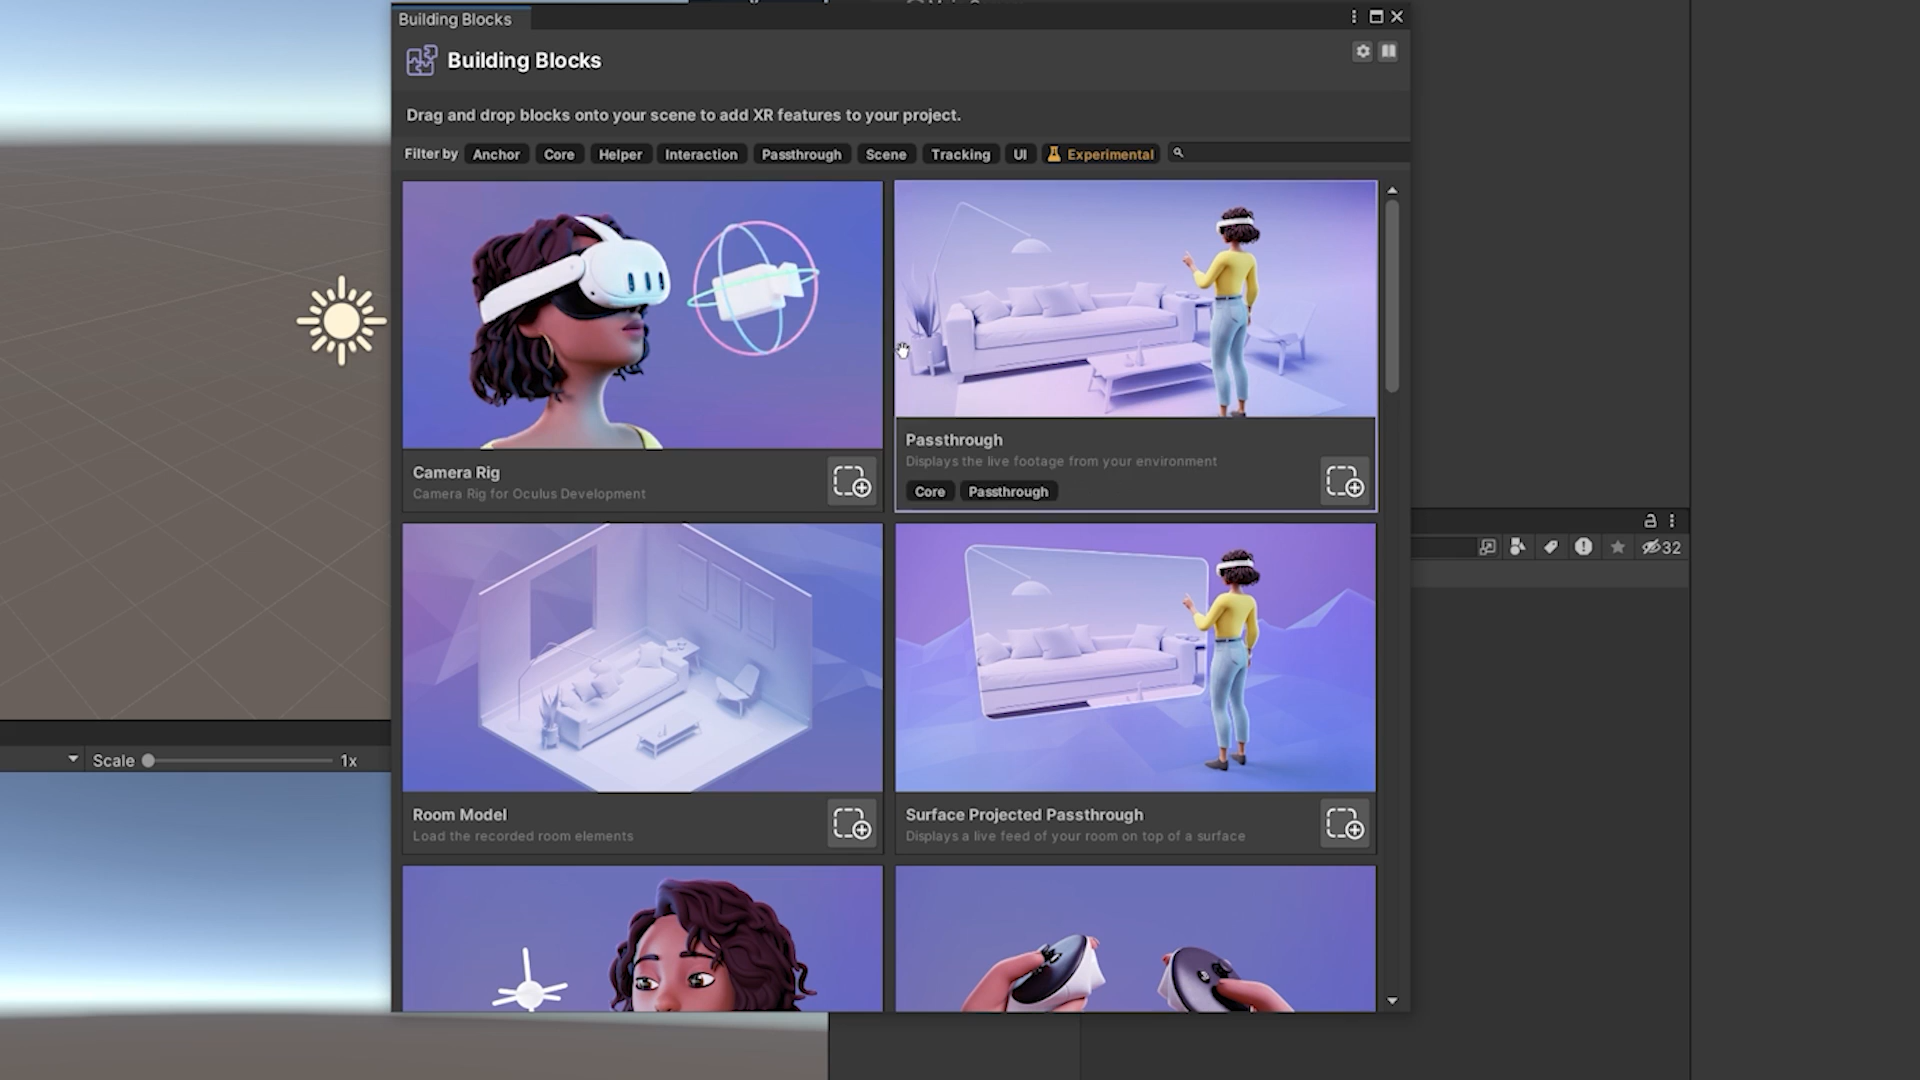 Building Blocks
Building Blocks
Drag and drop blocks onto your scene to add XR features to your project.
Filter by Anchor Core Helper Interaction Passthrough Scene Tracking UI Experimental
Camera Rig
Camera Rig for Oculus Development
Passthrough
Displays the live footage from your environment
Core Passthrough
32
Scale 1x
Room Model
Load the recorded room elements
Surface Projected Passthrough
Displays a live feed of your room on top of a surface